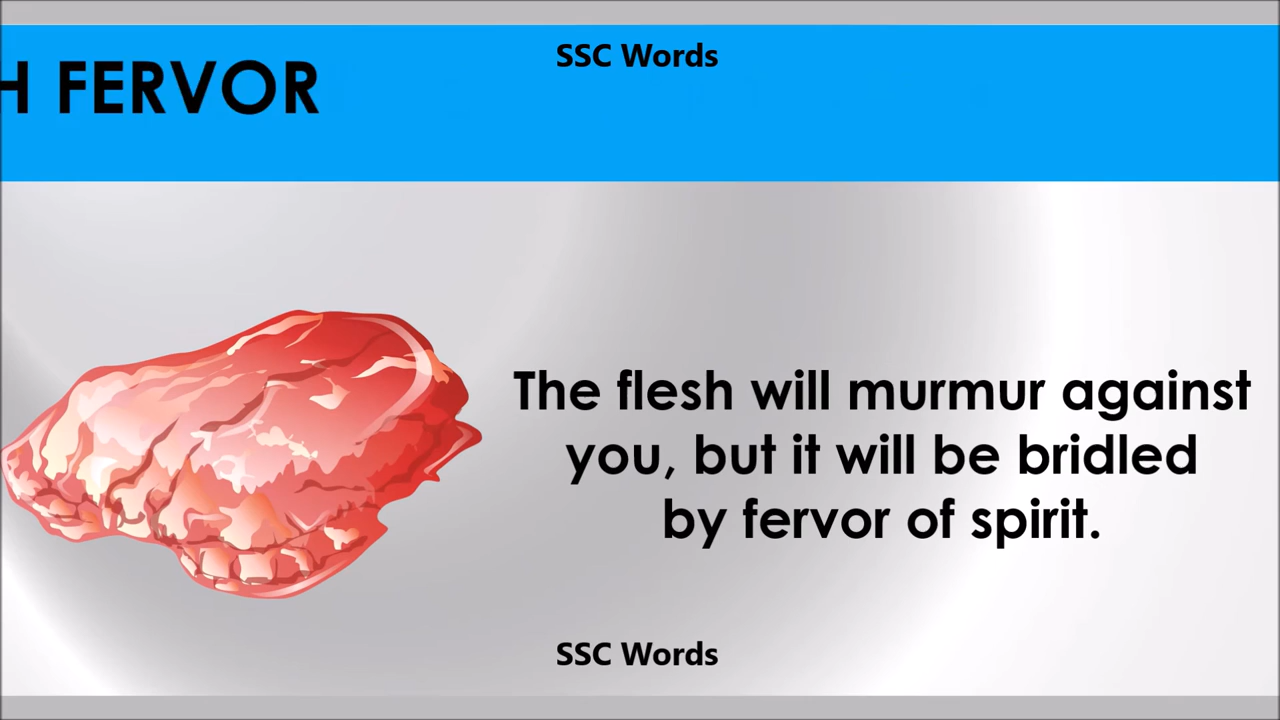 SSC Words
H FERVOR
The flesh will murmur against
you, but it will be bridled
by fervor of spirit.
SSC Words